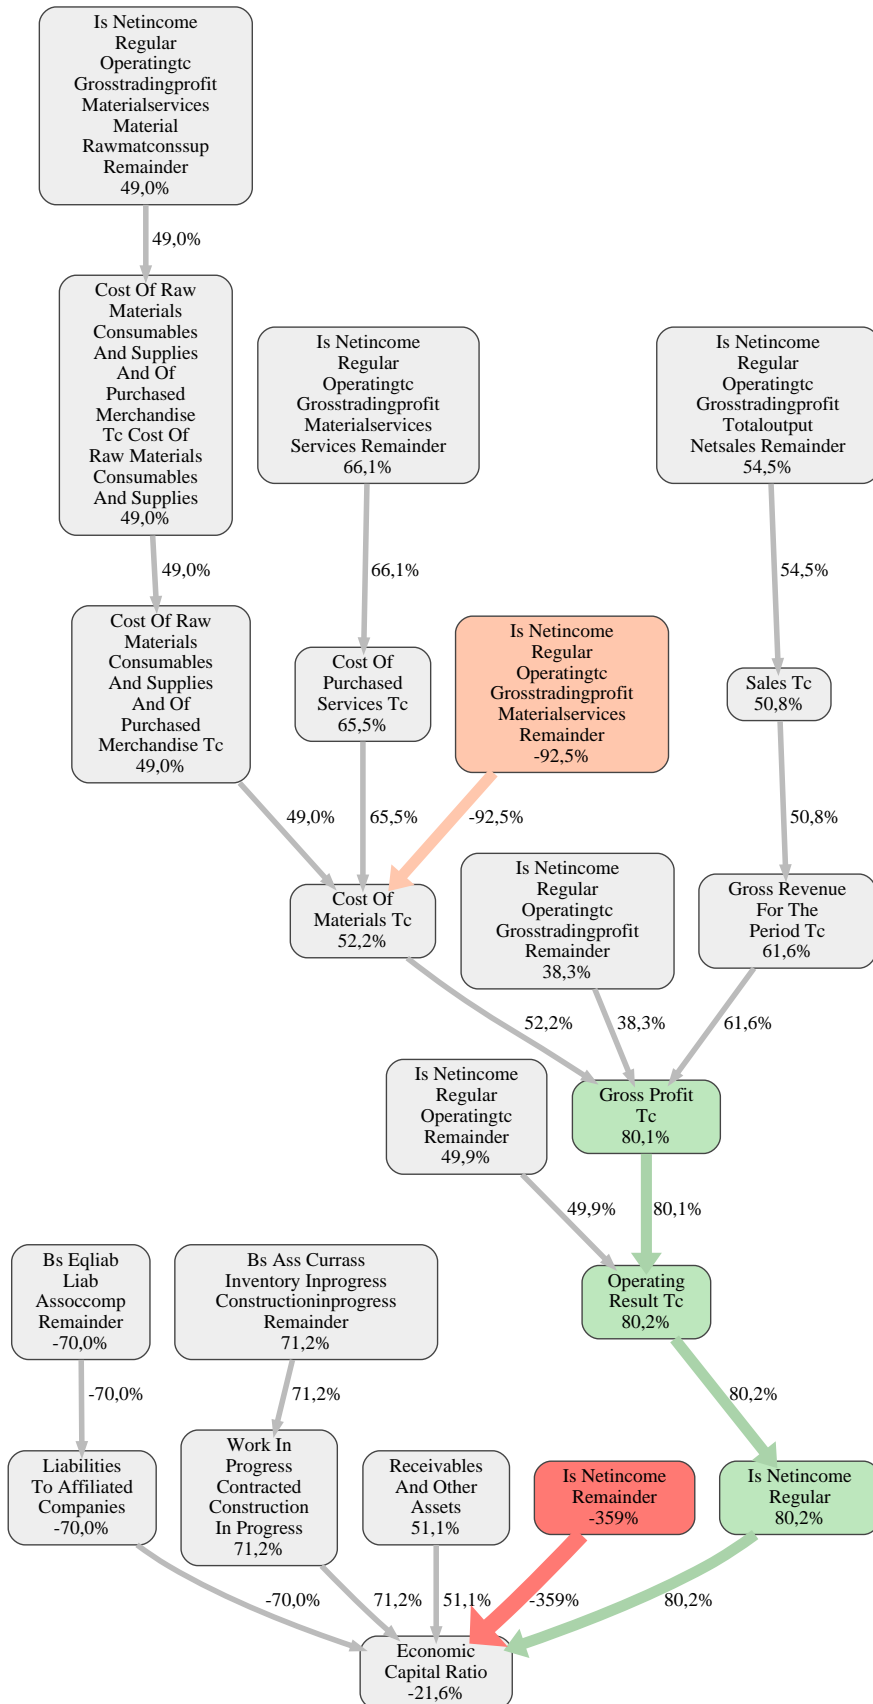 Is Netincome
Regular
Operatingtc
Grosstradingprofit
Materialservices
Material
Rawmatconssup
Remainder
49,0%
49,0%
Cost Of Raw
Materials
Consumables
And Supplies
And Of
Purchased
Merchandise
Tc Cost Of
Raw Materials
Consumables
And Supplies
49,0%
Is Netincome
Regular
Operatingtc
Grosstradingprofit
Materialservices
Services Remainder
66,1%
Is Netincome
Regular
Operatingtc
Grosstradingprofit
Totaloutput
Netsales Remainder
54,5%
49,0%
66,1%
54,5%
Cost Of Raw
Materials
Consumables
And Supplies
And Of
Purchased
Merchandise Tc
49,0%
Cost Of
Purchased
Services Tc
65,5%
Is Netincome
Regular
Operatingtc
Grosstradingprofit
Materialservices
Remainder
-92,5%
Sales Tc
50,8%
49,0%
65,5%
-92,5%
50,8%
Cost Of
Materials Tc
52,2%
Is Netincome
Regular
Operatingtc
Grosstradingprofit
Remainder
38,3%
Gross Revenue
For The
Period Tc
61,6%
52,2%
38,3%
61,6%
Is Netincome
Regular
Operatingtc
Remainder
49,9%
Gross Profit
Tc
80,1%
49,9%
80,1%
Bs Eqliab
Liab
Assoccomp
Remainder
-70,0%
Bs Ass Currass
Inventory Inprogress
Constructioninprogress
Remainder
71,2%
Operating
Result Tc
80,2%
-70,0%
71,2%
80,2%
Liabilities
To Affiliated
Companies
-70,0%
Work In
Progress
Contracted
Construction
In Progress
71,2%
Receivables
And Other
Assets
51,1%
Is Netincome
Remainder
-359%
Is Netincome
Regular
80,2%
-70,0%
71,2%
51,1%
-359%
80,2%
Economic
Capital Ratio
-21,6%